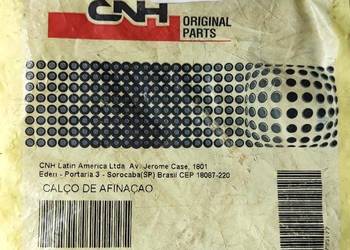 CNH
ORIGINAL
PARTS
CNH Latin America Ltda. Av. Jerome Case, 1801
Eden - Portaria 3 - Sorocaba(SP) Brasil CEP 18087-220
CALÇO DE AFINAÇAO